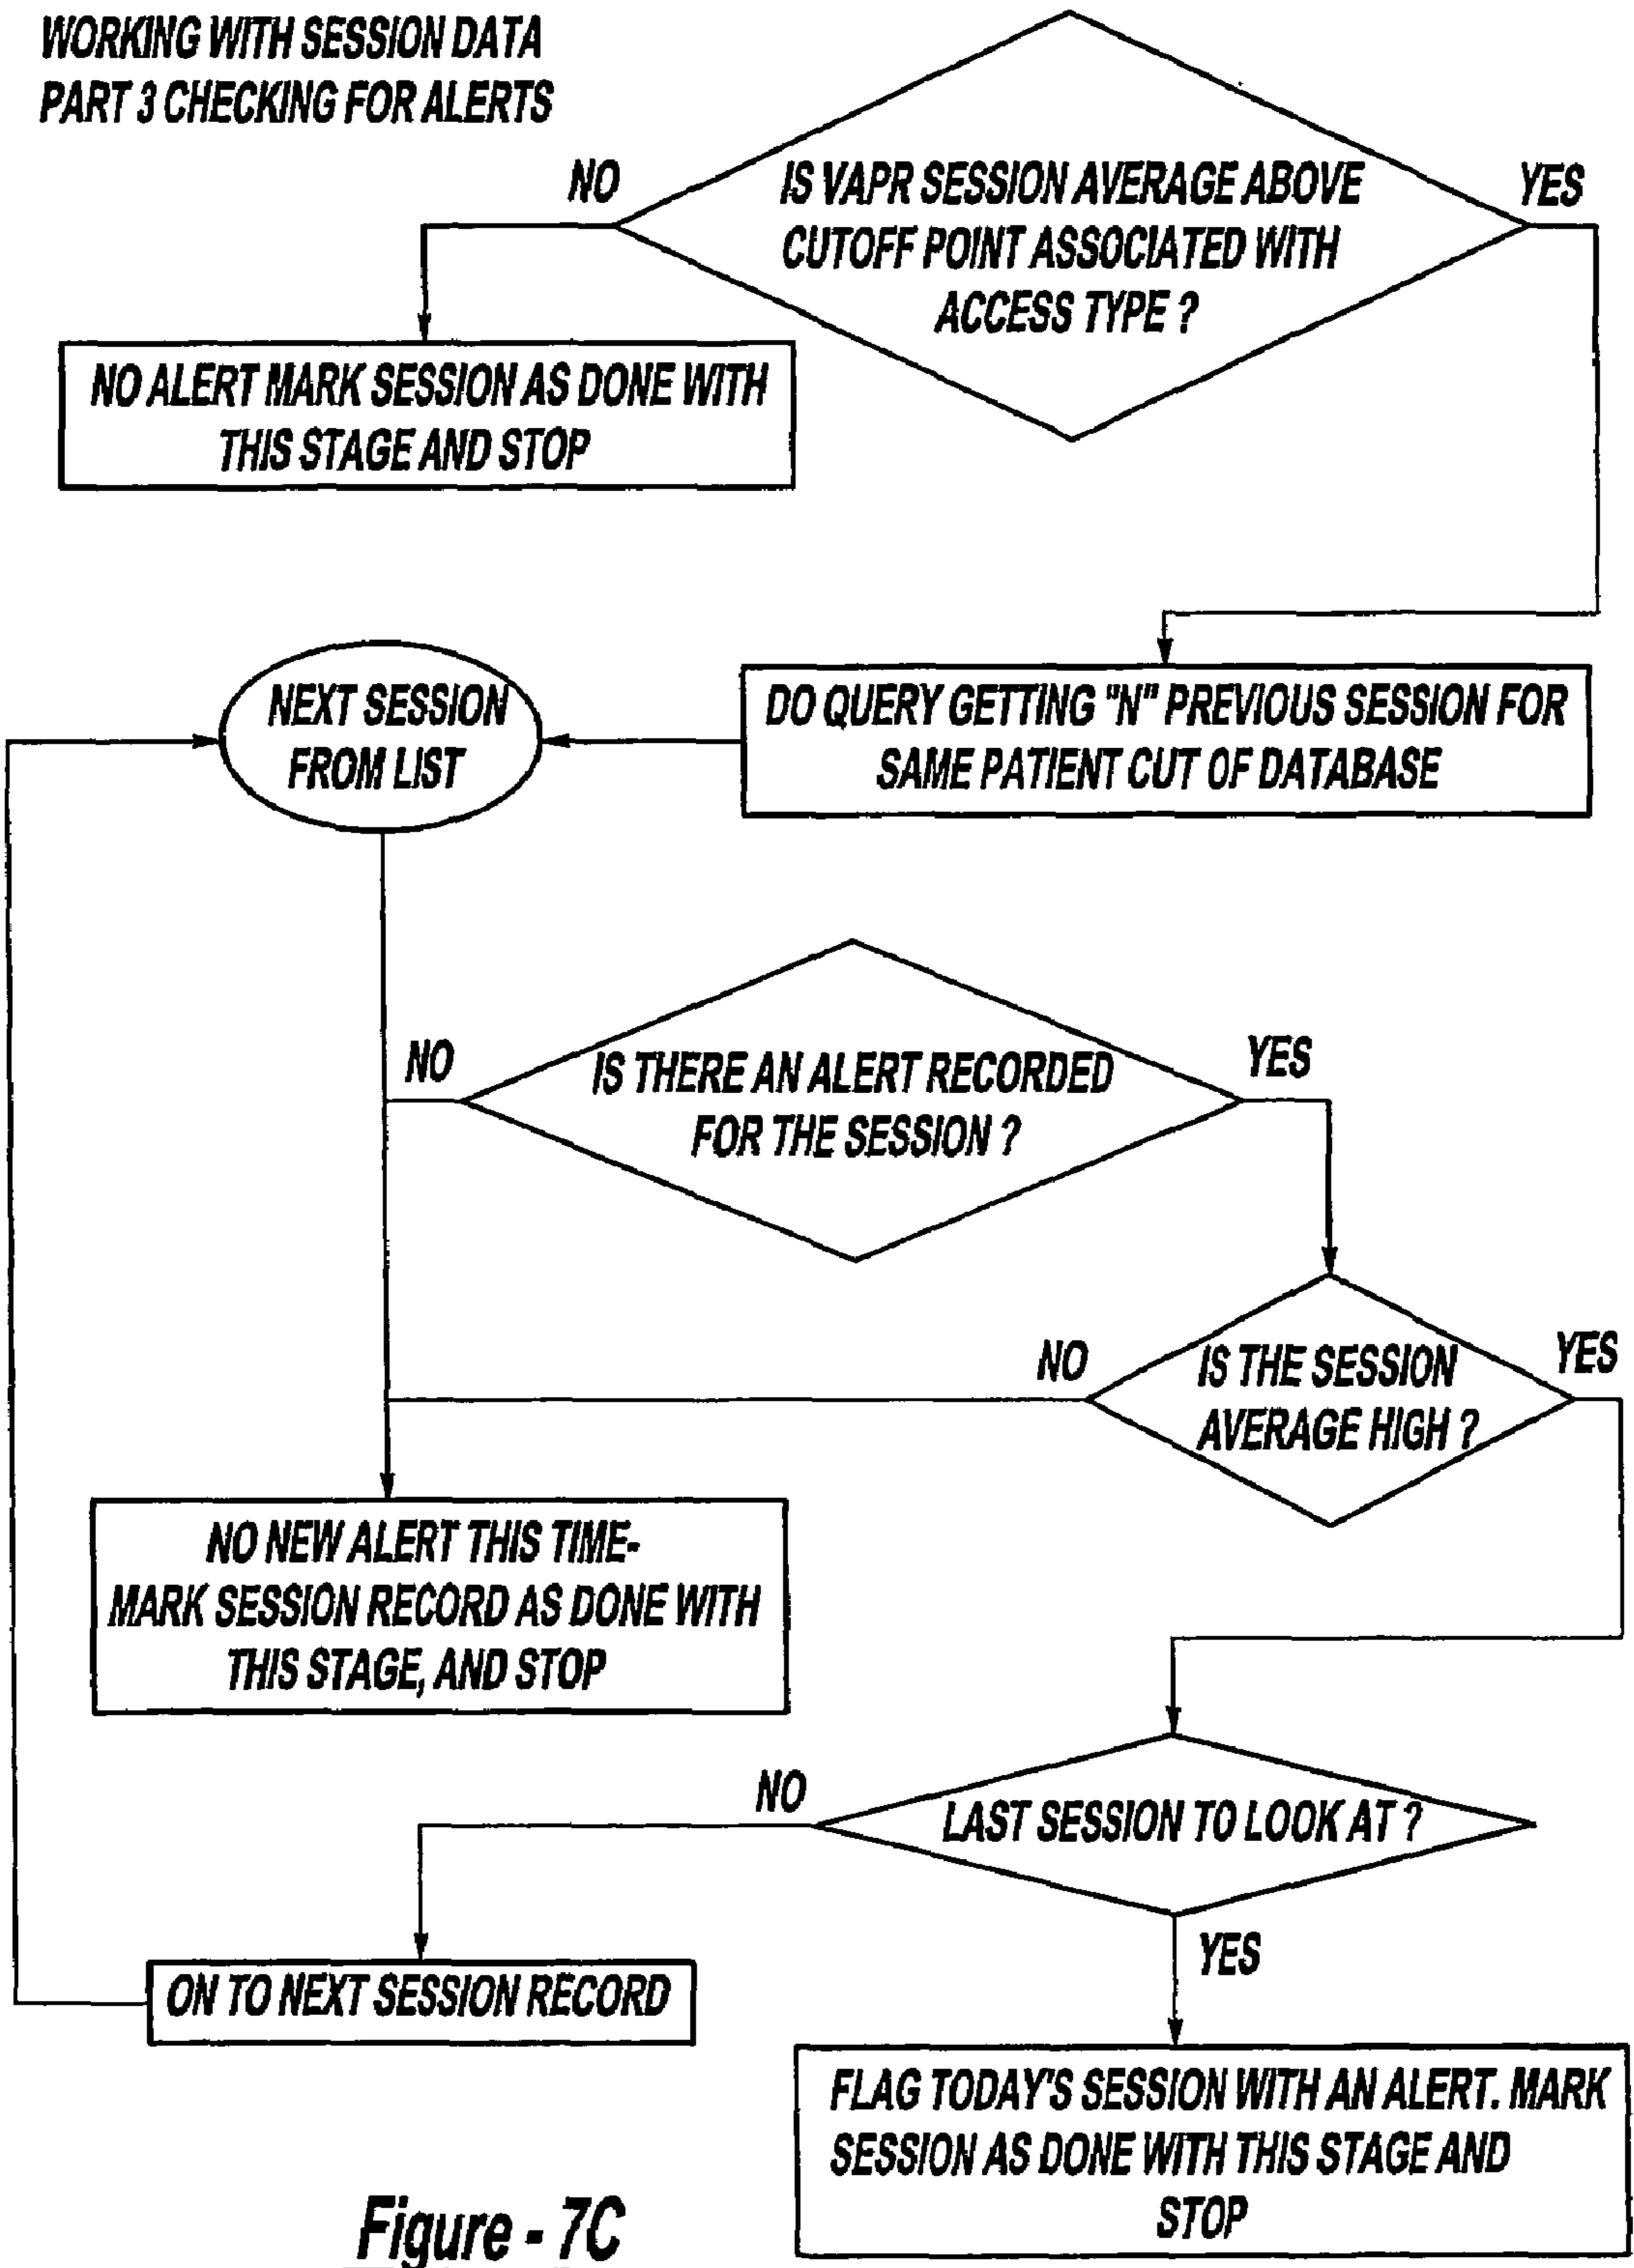 WORKING WITH SESSION DATA
PART 3 CHECKING FOR ALERTS
IS VAPR SESSION AVERAGE ABOVE
CUTOFF POINT ASSOCIATED WITH
ACCESS TYPE ?
NO
YES
NO ALERT MARK SESSION AS DONE WITH
THIS STAGE AND STOP
DO QUERY GETTING "N" PREVIOUS SESSION FOR
SAME PATIENT CUT OF DATABASE
NEXT SESSION
FROM LIST
IS THERE AN ALERT RECORDED
FOR THE SESSION ?
NO
YES
IS THE SESSION
AVERAGE HIGH ?
NO
YES
NO NEW ALERT THIS TIME-
MARK SESSION RECORD AS DONE WITH
THIS STAGE, AND STOP
LAST SESSION TO LOOK AT ?
NO
YES
ON TO NEXT SESSION RECORD
FLAG TODAY'S SESSION WITH AN ALERT. MARK
SESSION AS DONE WITH THIS STAGE AND
STOP
Figure - 7C